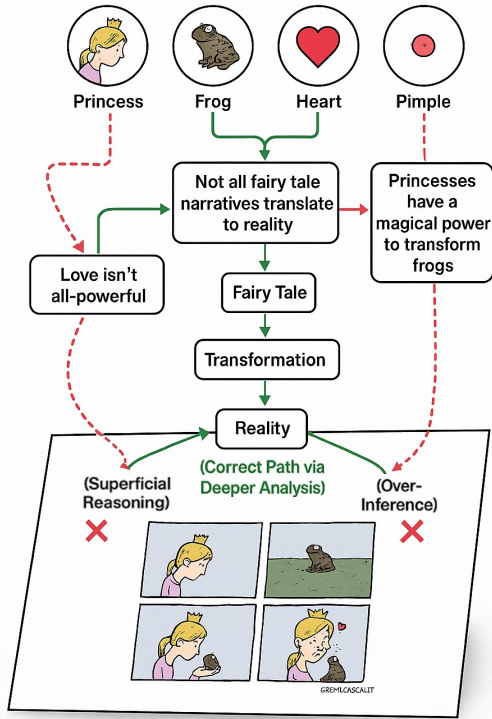 Princess
Frog
Heart
Pimple
Not all fairy tale
narratives translate
to reality
Princesses
have a
magical power
to transform
frogs
Love isn't
all-powerful
Fairy Tale
Transformation
Reality
(Superficial
Reasoning)
(Correct Path via
Deeper Analysis)
(Over-
Inference)
GREMLCASCALIT